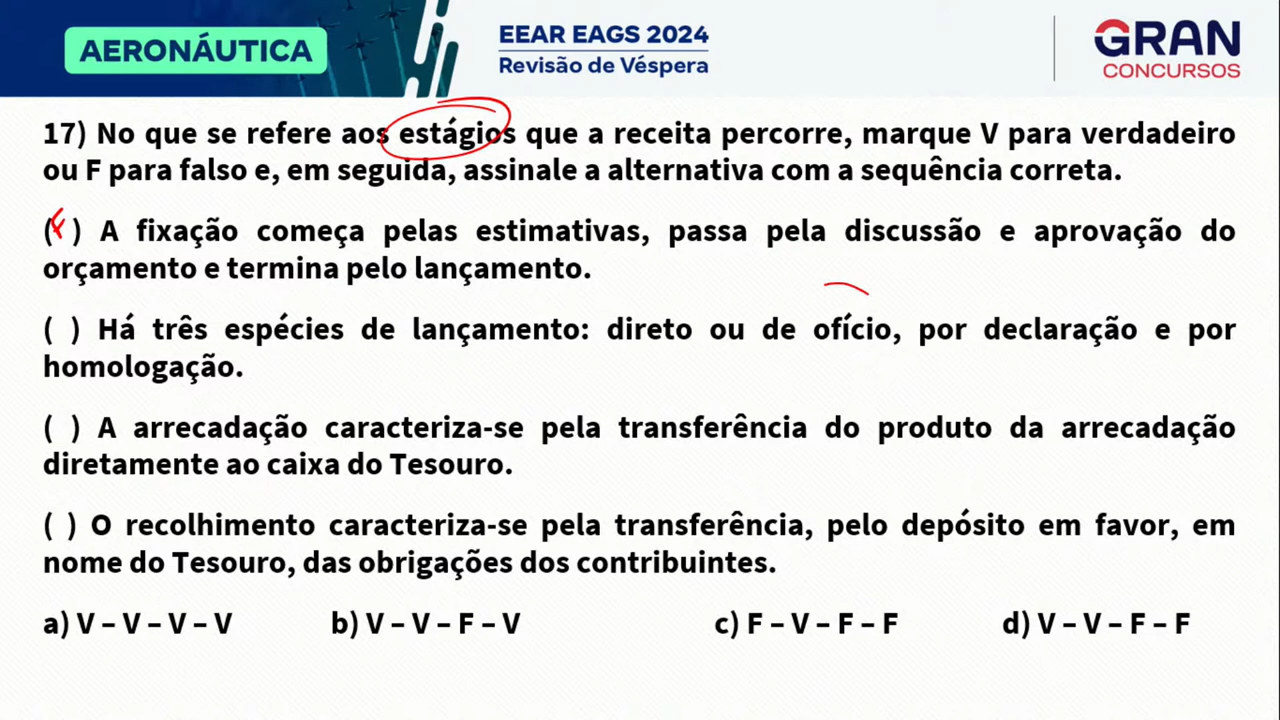 AERONÁUTICA
EEAR EAGS 2024
Revisão de Véspera
GRAN
CONCURSOS
17) No que se refere aos estágios que a receita percorre, marque V para verdadeiro
ou F para falso e, em seguida, assinale a alternativa com a sequência correta.
( ) A fixação começa pelas estimativas, passa pela discussão e aprovação do
orçamento e termina pelo lançamento.
( ) Há três espécies de lançamento: direto ou de ofício, por declaração e por
homologação.
( ) A arrecadação caracteriza-se pela transferência do produto da arrecadação
diretamente ao caixa do Tesouro.
( ) O recolhimento caracteriza-se pela transferência, pelo depósito em favor, em
nome do Tesouro, das obrigações dos contribuintes.
a) V – V – V – V b) V – V – F – V c) F – V – F – F d) V – V – F – F